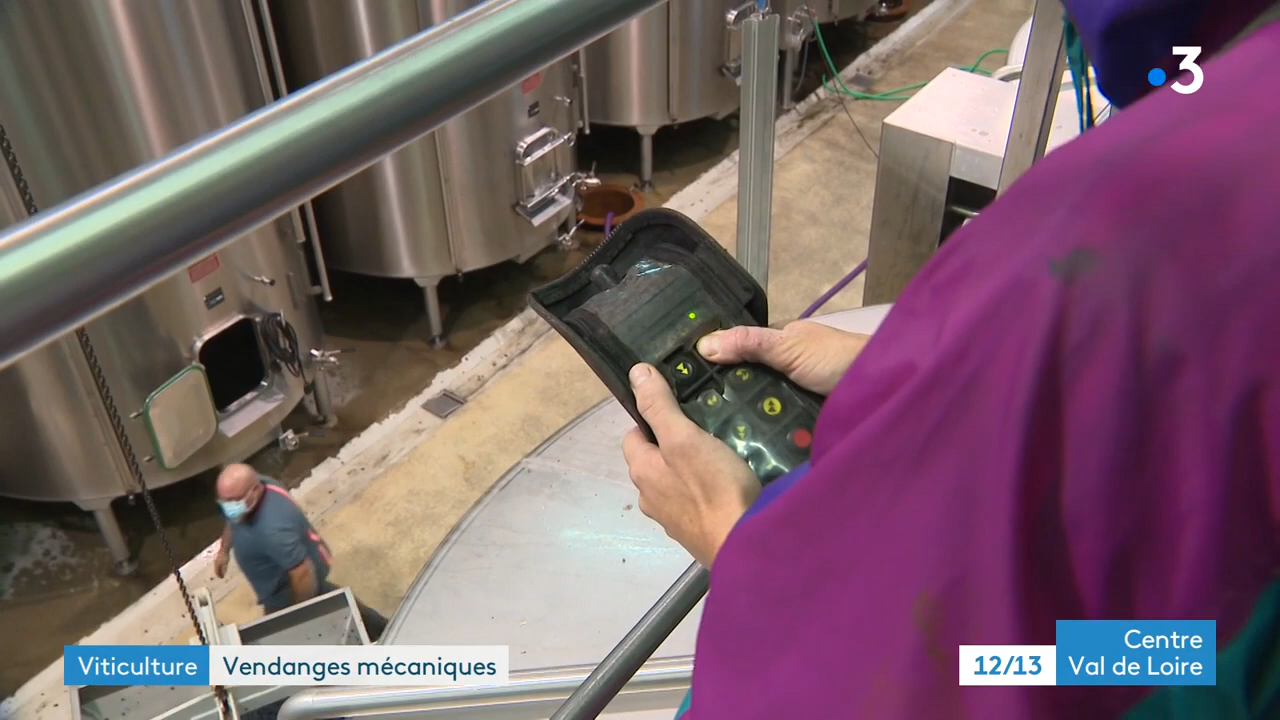 3
Viticulture Vendanges mécaniques
12/13
Centre
Val de Loire